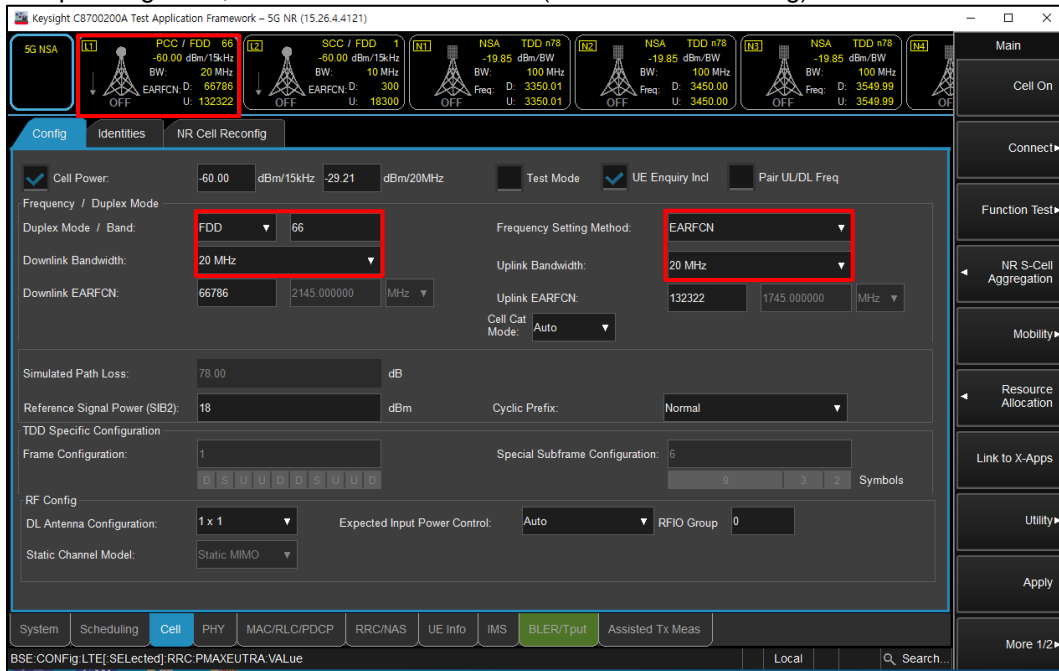 Keysight C8700200A Test Application Framework – 5G NR (15.26.4.4121)
5G NSA
L1 PCC / FDD 66
-60.00 dBm/15kHz
BW: 20 MHz
EARFCN: D: 66786
OFF U: 132322
L2 SCC / FDD 1
-60.00 dBm/15kHz
BW: 10 MHz
EARFCN: D: 300
OFF U: 18300
N1 NSA TDD n78
-19.85 dBm/BW
BW: 100 MHz
Freq: D: 3350.01
OFF U: 3350.01
N2 NSA TDD n78
-19.85 dBm/BW
BW: 100 MHz
Freq: D: 3450.00
OFF U: 3450.00
N3 NSA TDD n78
-19.85 dBm/BW
BW: 100 MHz
Freq: D: 3549.99
OFF U: 3549.99
N4
OF
Main
Cell On
Connect
Function Test
NR S-Cell
Aggregation
Mobility
Resource
Allocation
Link to X-Apps
Utility
Apply
More 1/2
Config Identities NR Cell Reconfig
Cell Power: -60.00 dBm/15kHz -29.21 dBm/20MHz Test Mode UE Enquiry Incl Pair UL/DL Freq
Frequency / Duplex Mode
Duplex Mode / Band: FDD 66 Frequency Setting Method: EARFCN
Downlink Bandwidth: 20 MHz Uplink Bandwidth: 20 MHz
Downlink EARFCN: 66786 2145.000000 MHz Uplink EARFCN: 132322 1745.000000 MHz
Cell Cat
Mode: Auto
Simulated Path Loss: 78.00 dB
Reference Signal Power (SIB2): 18 dBm Cyclic Prefix: Normal
TDD Specific Configuration
Frame Configuration: 1 Special Subframe Configuration: 6
D S U U D D S U U D 9 3 2 Symbols
RF Config
DL Antenna Configuration: 1 x 1 Expected Input Power Control: Auto RFIO Group 0
Static Channel Model: Static MIMO
System Scheduling Cell PHY MAC/RLC/PDCP RRC/NAS UE Info IMS BLER/Tput Assisted Tx Meas
BSE:CONFig:LTE[:SELected]:RRC:PMAXEUTRA:VALue Local Search...